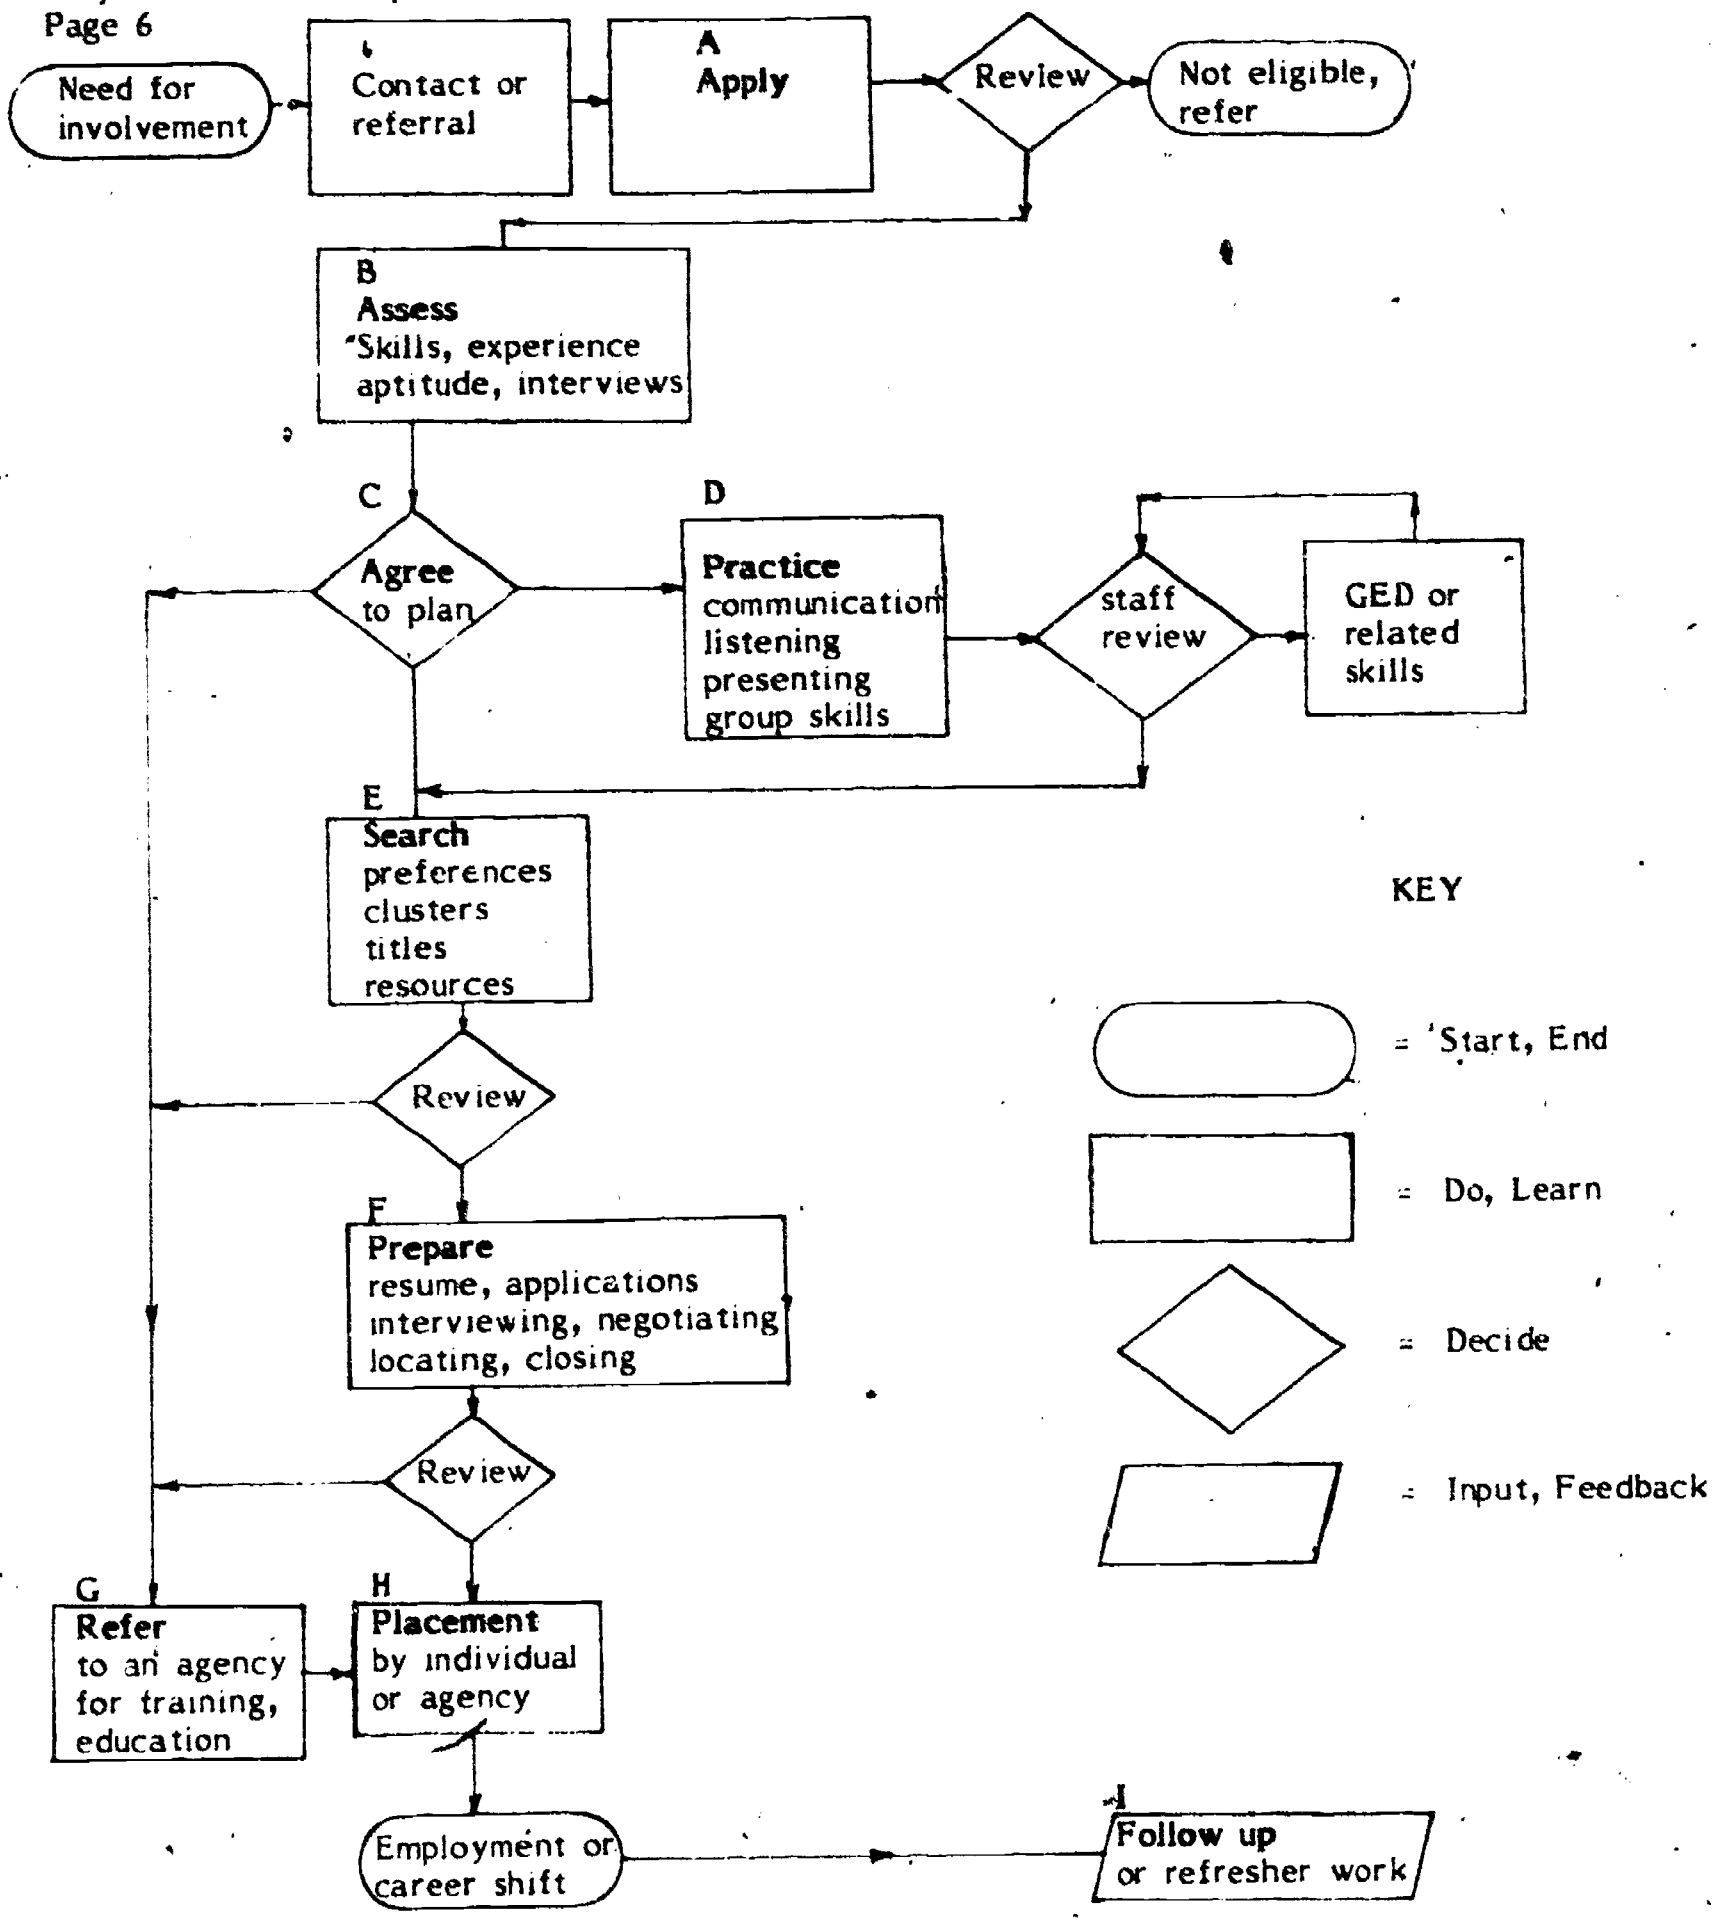 Page 6
Need for
involvement
Contact or
referral
A
Apply
Review
Not eligible,
refer
B
Assess
Skills, experience
aptitude, interviews
C
Agree
to plan
D
Practice
communication
listening
presenting
group skills
staff
review
GED or
related
skills
E
Search
preferences
clusters
titles
resources
Review
F
Prepare
resume, applications
interviewing, negotiating
locating, closing
Review
G
Refer
to an agency
for training,
education
H
Placement
by individual
or agency
Employment or
career shift
I
Follow up
or refresher work
KEY
= Start, End
= Do, Learn
= Decide
= Input, Feedback